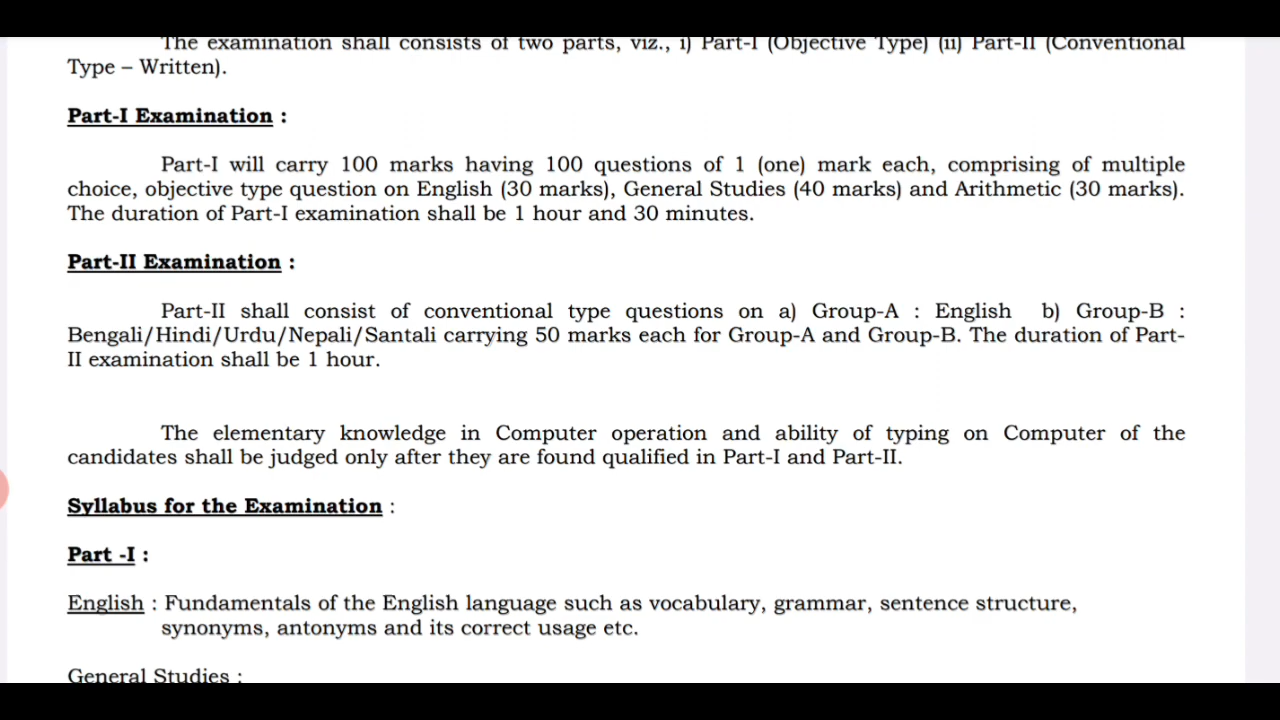 The examination shall consists of two parts, viz., i) Part-I (Objective Type) (ii) Part-II (Conventional
Type – Written).
Part-I Examination :
Part-I will carry 100 marks having 100 questions of 1 (one) mark each, comprising of multiple
choice, objective type question on English (30 marks), General Studies (40 marks) and Arithmetic (30 marks).
The duration of Part-I examination shall be 1 hour and 30 minutes.
Part-II Examination :
Part-II shall consist of conventional type questions on a) Group-A : English b) Group-B :
Bengali/Hindi/Urdu/Nepali/Santali carrying 50 marks each for Group-A and Group-B. The duration of Part-
II examination shall be 1 hour.
The elementary knowledge in Computer operation and ability of typing on Computer of the
candidates shall be judged only after they are found qualified in Part-I and Part-II.
Syllabus for the Examination :
Part -I :
English : Fundamentals of the English language such as vocabulary, grammar, sentence structure,
synonyms, antonyms and its correct usage etc.
General Studies :